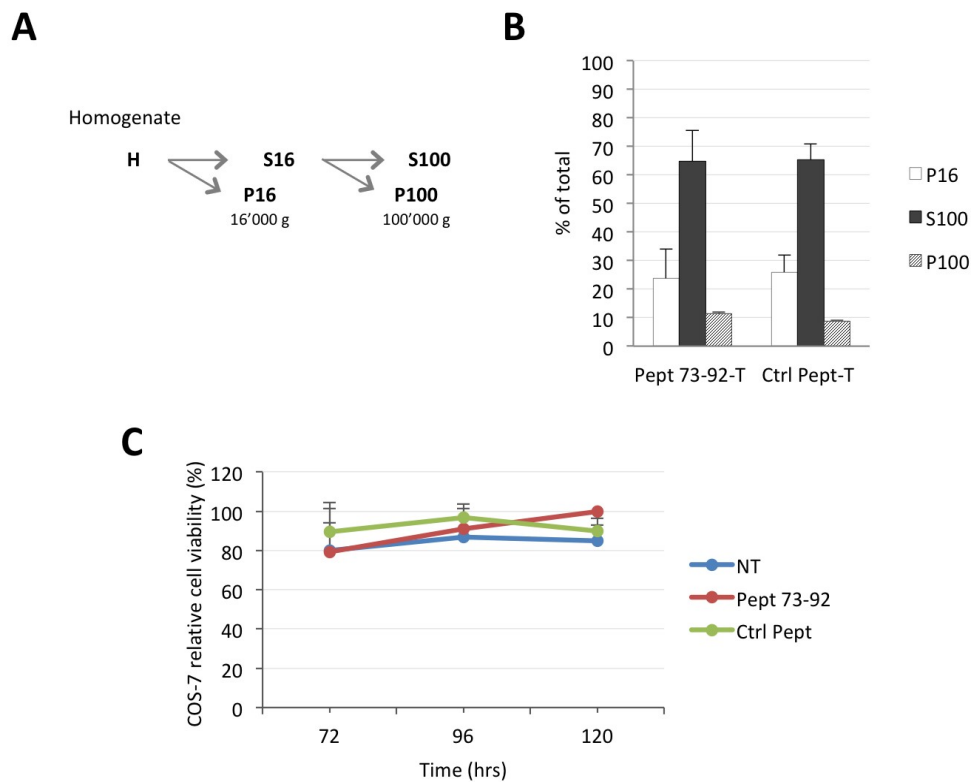 A
Homogenate
H
S16
S100
P16
P100
16’000 g
100’000 g
B
% of total
100
90
80
70
60
50
40
30
20
10
0
Pept 73-92-T
Ctrl Pept-T
P16
S100
P100
C
COS-7 relative cell viability (%)
120
100
80
60
40
20
0
72
96
120
Time (hrs)
NT
Pept 73-92
Ctrl Pept